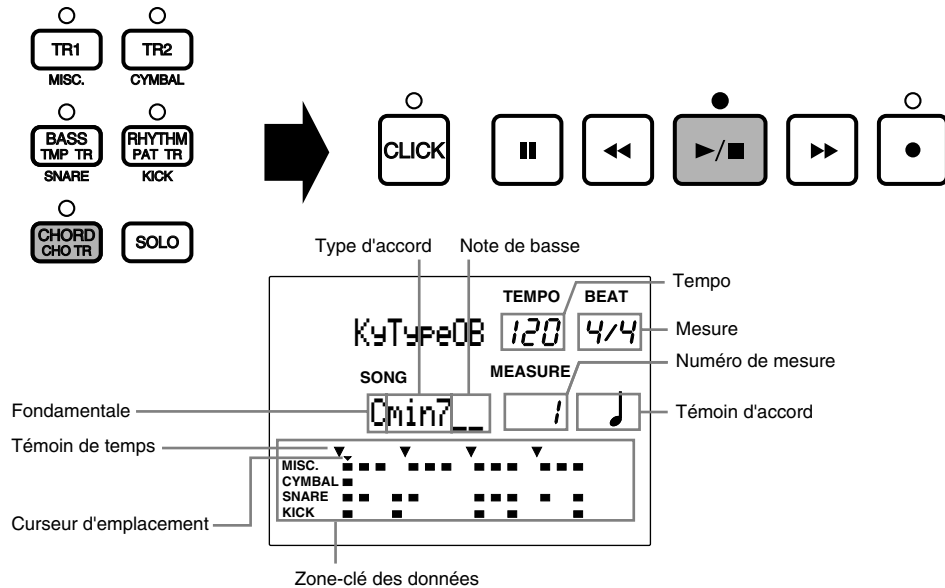 TR1
TR2
MISC.
CYMBAL
BASS
TMP TR
RHYTHM
PAT TR
SNARE
KICK
CHORD
CHO TR
SOLO
CLICK
Type d'accord
Note de basse
TEMPO
BEAT
Tempo
KyTypeOB
120
4/4
Mesure
SONG
MEASURE
Numéro de mesure
Fondamentale
Cmin7__
1
Témoin d'accord
Témoin de temps
MISC.
CYMBAL
SNARE
KICK
Curseur d'emplacement
Zone-clé des données